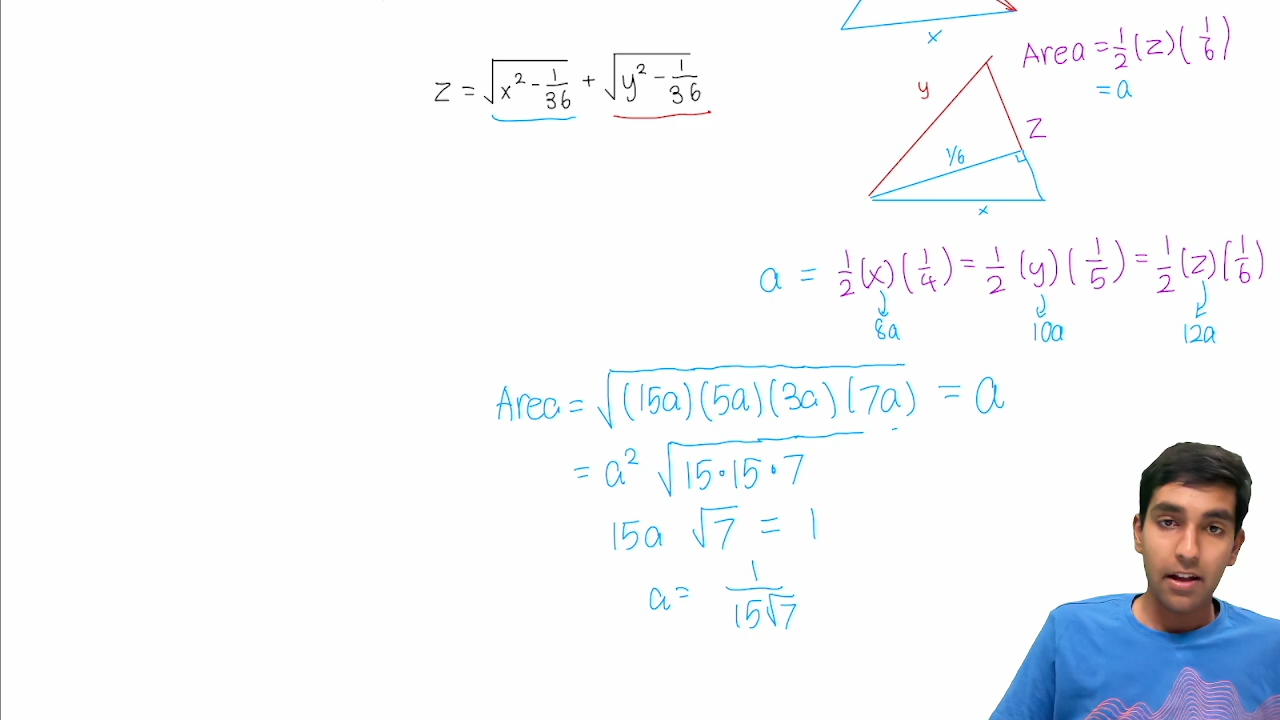 x
z = √(x² - 1/36) + √(y² - 1/36)
Area = 1/2 (z) (1/6)
= a
y
z
1/6
x
a = 1/2 (x) (1/4) = 1/2 (y) (1/5) = 1/2 (z) (1/6)
8a 10a 12a
Area = √(15a)(5a)(3a)(7a) = a
= a² √15·15·7
15a √7 = 1
a = 1/15√7